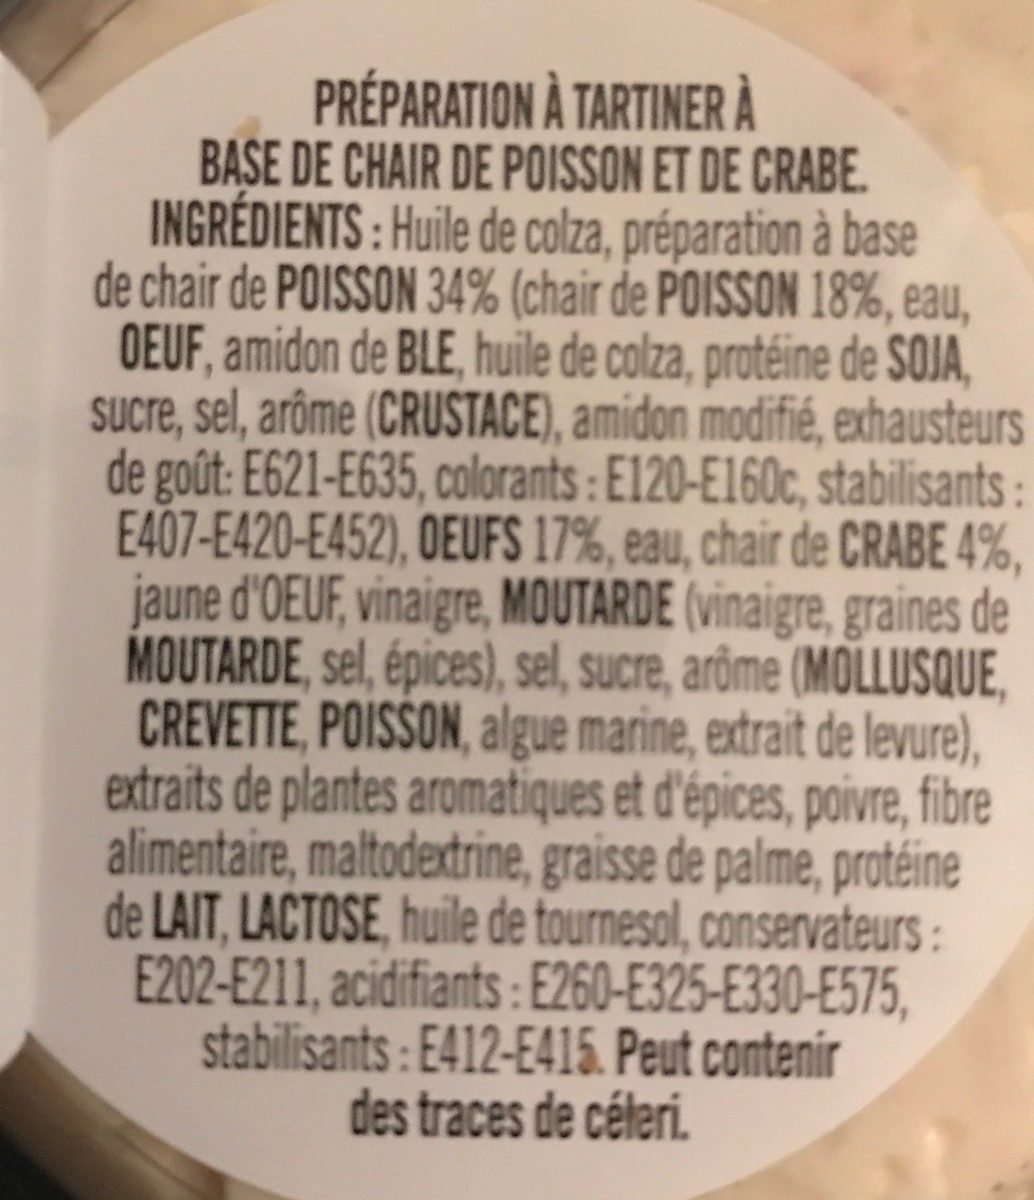 PRÉPARATION À TARTINER À
BASE DE CHAIR DE POISSON ET DE CRABE.
INGRÉDIENTS : Huile de colza, préparation à base
de chair de POISSON 34% (chair de POISSON 18%, eau,
OEUF, amidon de BLE, huile de colza, protéine de SOJA,
sucre, sel, arôme (CRUSTACE), amidon modifié, exhausteurs
de goût: E621-E635, colorants : E120-E160c, stabilisants :
E407-E420-E452), OEUFS 17%, eau, chair de CRABE 4%,
jaune d'OEUF, vinaigre, MOUTARDE (vinaigre, graines de
MOUTARDE, sel, épices), sel, sucre, arôme (MOLLUSQUE,
CREVETTE, POISSON, algue marine, extrait de levure),
extraits de plantes aromatiques et d'épices, poivre, fibre
alimentaire, maltodextrine, graisse de palme, protéine
de LAIT, LACTOSE, huile de tournesol, conservateurs :
E202-E211, acidifiants : E260-E325-E330-E575,
stabilisants : E412-E415. Peut contenir
des traces de céleri.